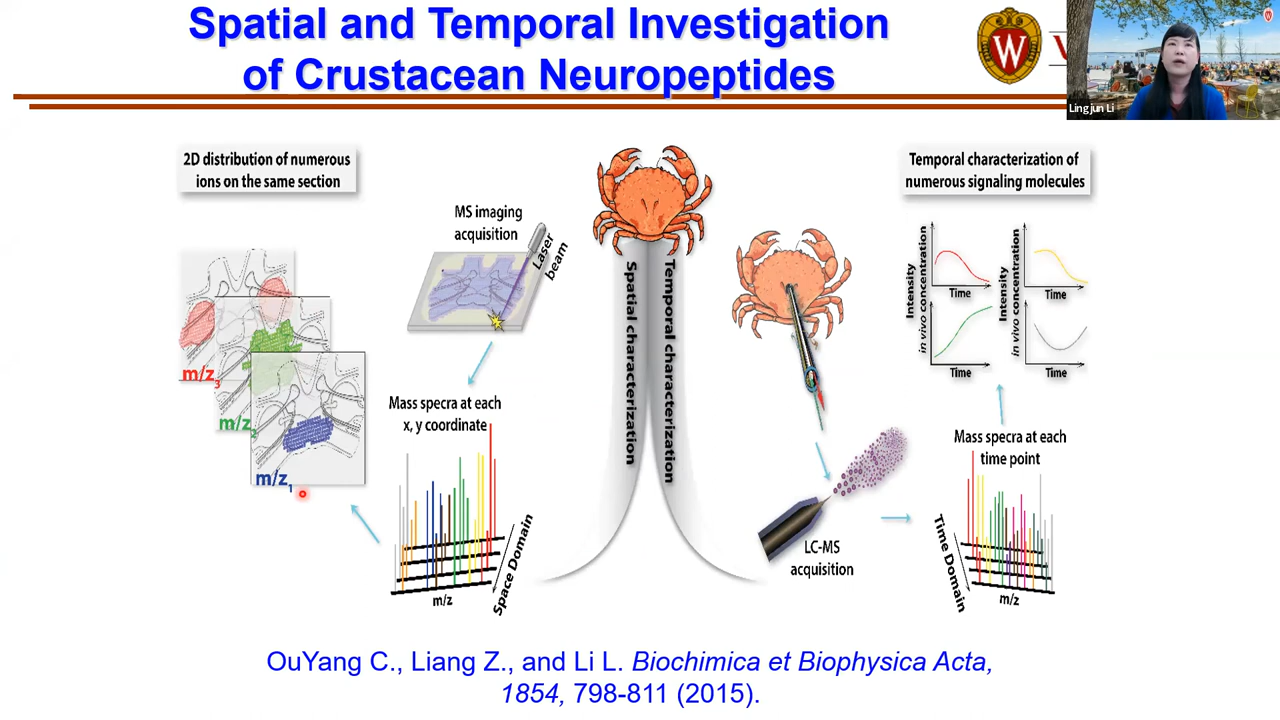 Spatial and Temporal Investigation
of Crustacean Neuropeptides
W
Lingjun Li
2D distribution of numerous
ions on the same section
MS imaging
acquisition
Laser
beam
m/z3
m/z2
m/z1
Mass specra at each
x, y coordinate
Space Domain
m/z
Spatial characterization
Temporal characterization
LC-MS
acquisition
Temporal characterization of
numerous signaling molecules
Intensity
in vivo concentration
Time
Intensity
in vivo concentration
Time
Time
Time
Mass specra at each
time point
Time Domain
m/z
OuYang C., Liang Z., and Li L. Biochimica et Biophysica Acta,
1854, 798-811 (2015).